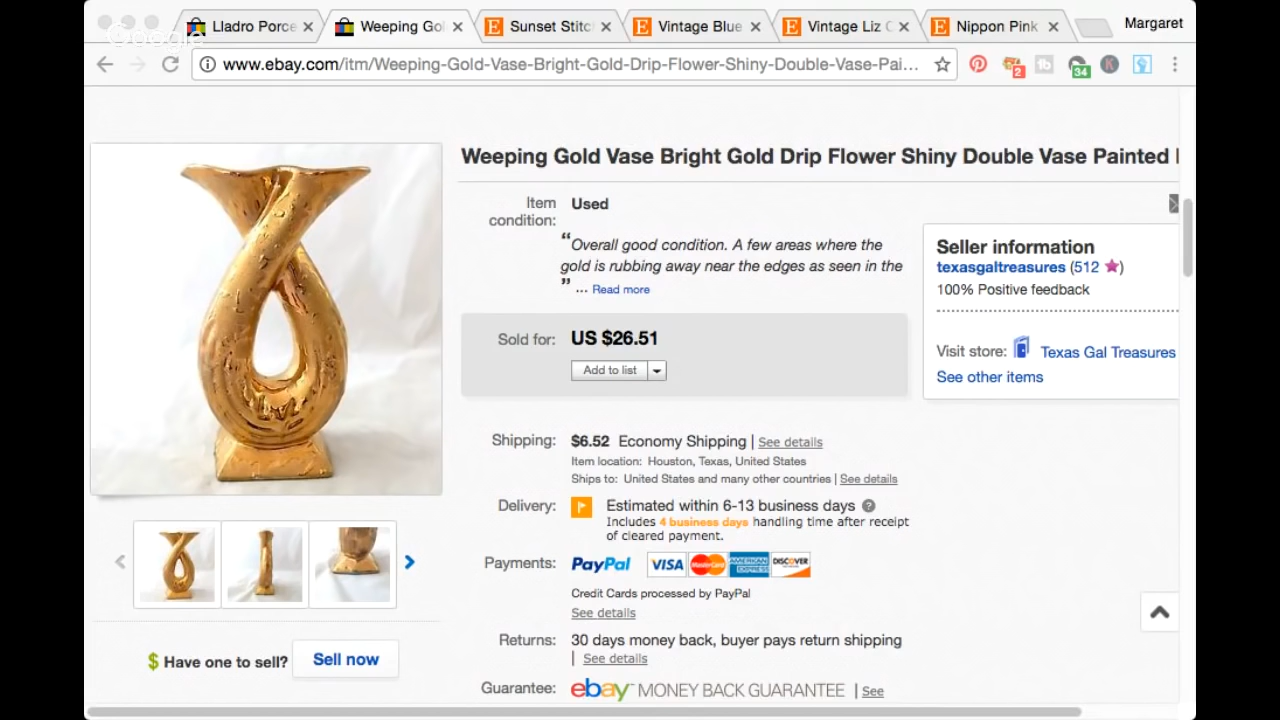 Lladro Porce
Weeping Gol
Sunset Stitc
Vintage Blue
Vintage Liz C
Nippon Pink
Margaret
Google
www.ebay.com/itm/Weeping-Gold-Vase-Bright-Gold-Drip-Flower-Shiny-Double-Vase-Pai...
2
34
K
Weeping Gold Vase Bright Gold Drip Flower Shiny Double Vase Painted
Item condition: Used
“Overall good condition. A few areas where the
gold is rubbing away near the edges as seen in the
” ... Read more
Sold for: US $26.51
Add to list
Seller information
texasgaltreasures (512 ★)
100% Positive feedback
Visit store: Texas Gal Treasures
See other items
Shipping: $6.52 Economy Shipping | See details
Item location: Houston, Texas, United States
Ships to: United States and many other countries | See details
Delivery: Estimated within 6-13 business days
Includes 4 business days handling time after receipt
of cleared payment.
Payments: PayPal VISA MasterCard AMERICAN EXPRESS DISCOVER
Credit Cards processed by PayPal
See details
Returns: 30 days money back, buyer pays return shipping
| See details
Guarantee: ebay MONEY BACK GUARANTEE | See
$ Have one to sell? Sell now